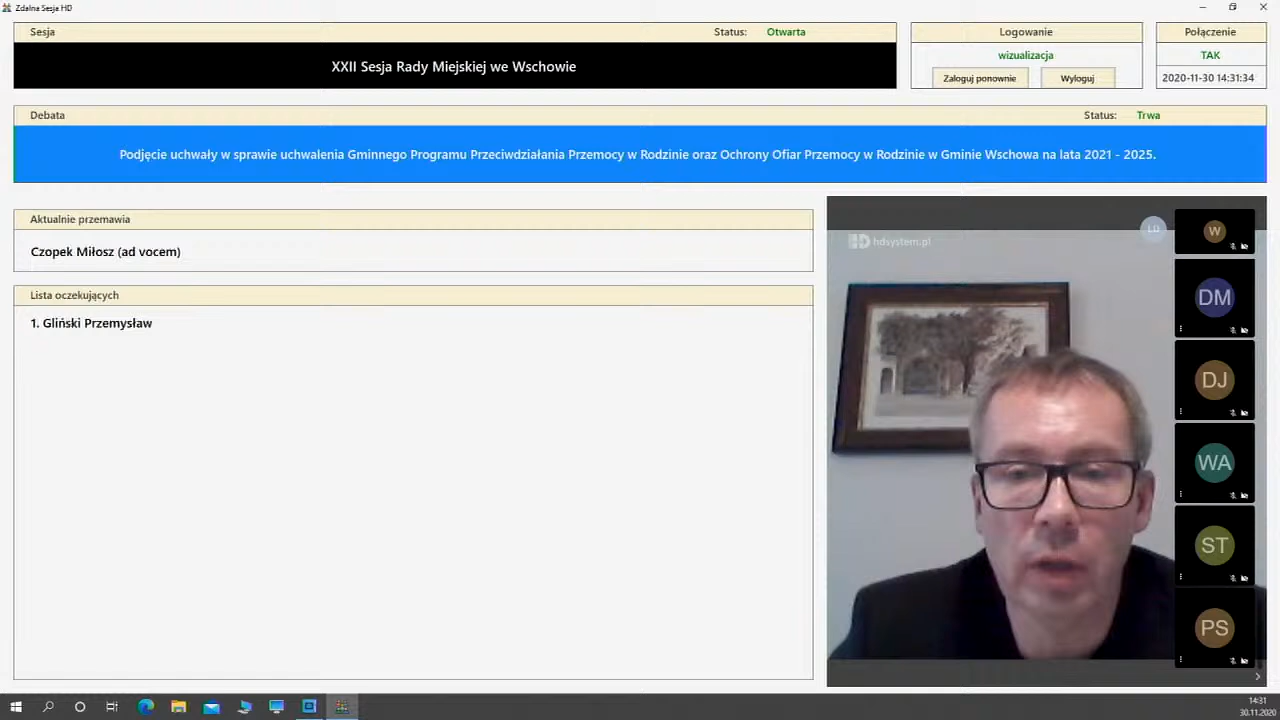 Zdalna Sesja HD
Sesja
Status: Otwarta
XXII Sesja Rady Miejskiej we Wschowie
Logowanie
wizualizacja
Zaloguj ponownie
Wyloguj
Połączenie
TAK
2020-11-30 14:31:34
Debata
Status: Trwa
Podjęcie uchwały w sprawie uchwalenia Gminnego Programu Przeciwdziałania Przemocy w Rodzinie oraz Ochrony Ofiar Przemocy w Rodzinie w Gminie Wschowa na lata 2021 - 2025.
Aktualnie przemawia
Czopek Miłosz (ad vocem)
Lista oczekujących
1. Gliński Przemysław
hdsystem.pl
LD
W
DM
DJ
WA
ST
PS
14:31
30.11.2020